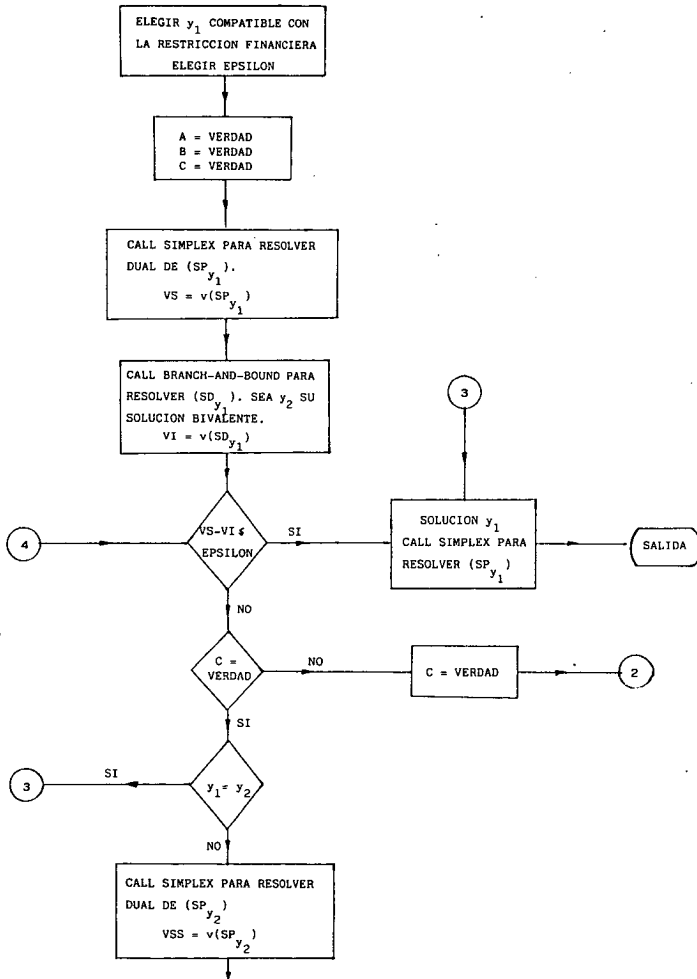 ELEGIR y1 COMPATIBLE CON
LA RESTRICCION FINANCIERA
ELEGIR EPSILON
A = VERDAD
B = VERDAD
C = VERDAD
CALL SIMPLEX PARA RESOLVER
DUAL DE (SPy1).
VS = v(SPy1)
CALL BRANCH-AND-BOUND PARA
RESOLVER (SDy1). SEA y2 SU
SOLUCION BIVALENTE.
VI = v(SDy1)
3
4
VS-VI ≤
EPSILON
SI
SOLUCION y1
CALL SIMPLEX PARA
RESOLVER (SPy1)
SALIDA
NO
C =
VERDAD
NO
C = VERDAD
2
SI
3
SI
y1 = y2
NO
CALL SIMPLEX PARA RESOLVER
DUAL DE (SPy2)
VSS = v(SPy2)